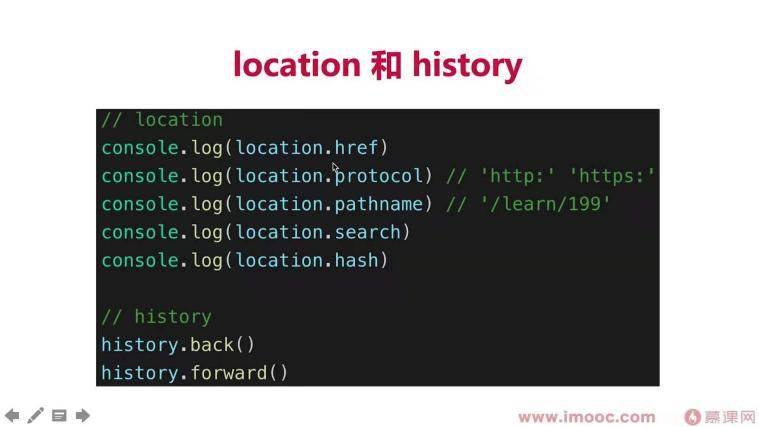 location 和 history
// location
console.log(location.href)
console.log(location.protocol) // 'http:' 'https:'
console.log(location.pathname) // '/learn/199'
console.log(location.search)
console.log(location.hash)
// history
history.back()
history.forward()
www.imooc.com 慕课网